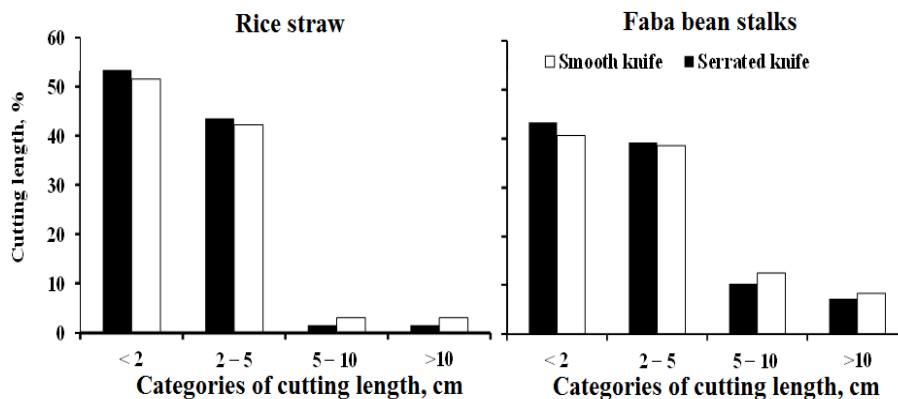 Rice straw
Faba bean stalks
Smooth knife Serrated knife
Cutting length, %
60
50
40
30
20
10
0
< 2 2 – 5 5 – 10 >10
< 2 2 – 5 5 – 10 >10
Categories of cutting length, cm
Categories of cutting length, cm